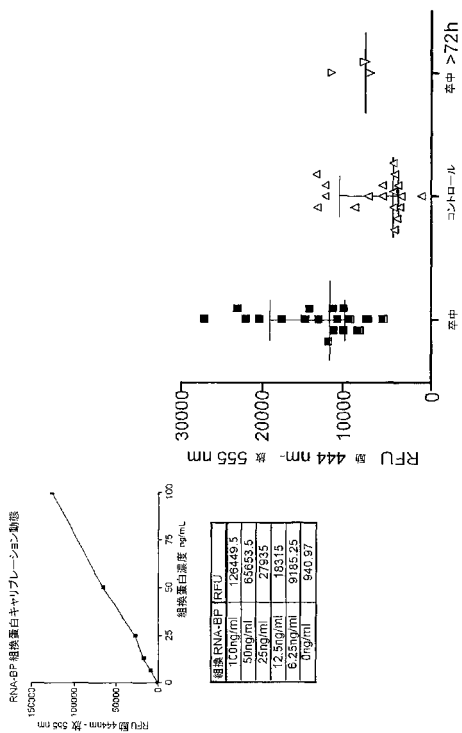 RNA-BP 組換蛋白キャリブレーション動態
150000
100000
50000
0
0
25
50
75
100
RFU 励 444nm - 放 555 nm
組換蛋白濃度 ng/mL
組換 RNA-BP RFU
100ng/ml 126449.5
50ng/ml 65653.5
25ng/ml 27935
12.5ng/ml 18315
6.25ng/ml 9185.25
0ng/ml 940.97
30000
20000
10000
0
RFU 励 444 nm- 放 555 nm
卒中
コントロール
卒中 >72h